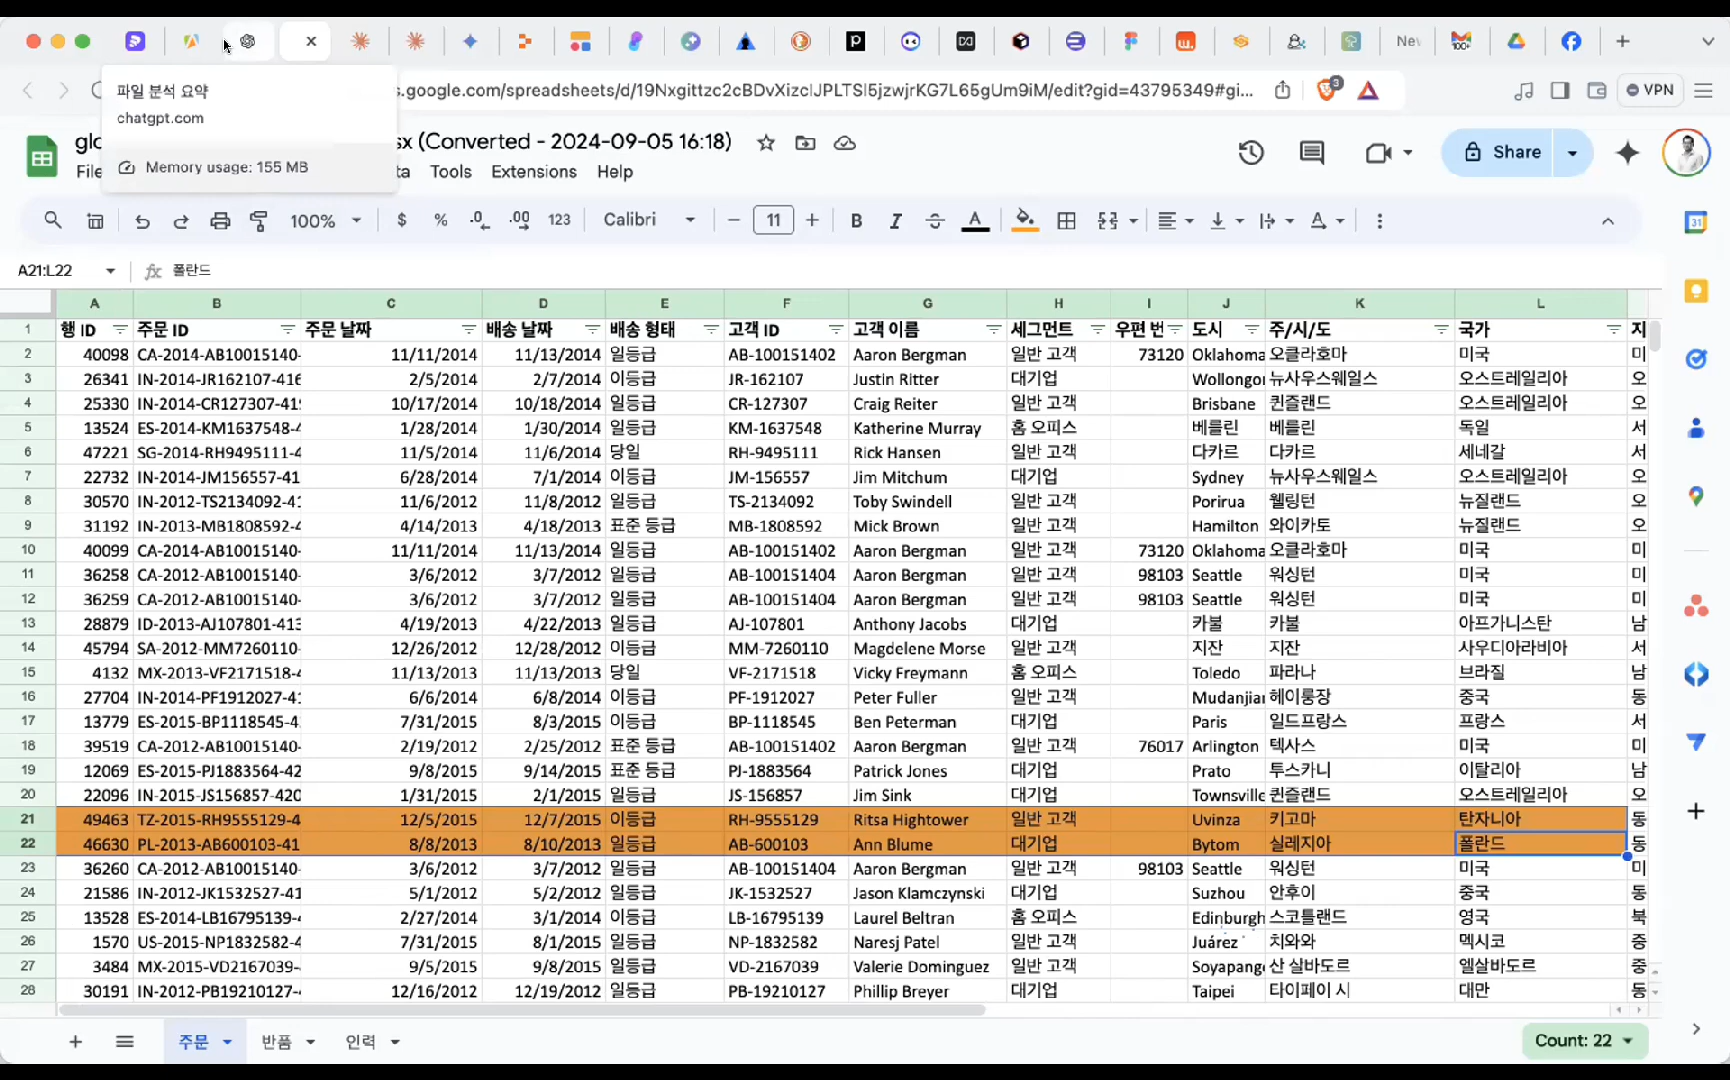 New
파일 분석 요약
chatgpt.com
Memory usage: 155 MB
s.google.com/spreadsheets/d/19Nxgittzc2cBDvXizcIJPLTSI5jzwjrKG7L65gUm9iM/edit?gid=43795349#gi...
3
VPN
sx (Converted - 2024-09-05 16:18)
Tools Extensions Help
Share
100% $ % .0 .00 123 Calibri 11 B I A
31
A21:L22 fx 폴란드
A B C D E F G H I J K L
1 행 ID 주문 ID 주문 날짜 배송 날짜 배송 형태 고객 ID 고객 이름 세그먼트 우편 번 도시 주/시/도 국가 지
2 40098 CA-2014-AB10015140- 11/11/2014 11/13/2014 일등급 AB-100151402 Aaron Bergman 일반 고객 73120 Oklahoma 오클라호마 미국 미
3 26341 IN-2014-JR162107-416 2/5/2014 2/7/2014 이등급 JR-162107 Justin Ritter 대기업 Wollongon 뉴사우스웨일스 오스트레일리아 오
4 25330 IN-2014-CR127307-419 10/17/2014 10/18/2014 일등급 CR-127307 Craig Reiter 일반 고객 Brisbane 퀸즐랜드 오스트레일리아 오
5 13524 ES-2014-KM1637548-4 1/28/2014 1/30/2014 일등급 KM-1637548 Katherine Murray 홈 오피스 베를린 베를린 독일 서
6 47221 SG-2014-RH9495111-4 11/5/2014 11/6/2014 당일 RH-9495111 Rick Hansen 일반 고객 다카르 다카르 세네갈 서
7 22732 IN-2014-JM156557-41 6/28/2014 7/1/2014 이등급 JM-156557 Jim Mitchum 대기업 Sydney 뉴사우스웨일스 오스트레일리아 오
8 30570 IN-2012-TS2134092-41 11/6/2012 11/8/2012 일등급 TS-2134092 Toby Swindell 일반 고객 Porirua 웰링턴 뉴질랜드 오
9 31192 IN-2013-MB1808592-4 4/14/2013 4/18/2013 표준 등급 MB-1808592 Mick Brown 일반 고객 Hamilton 와이카토 뉴질랜드 오
10 40099 CA-2014-AB10015140- 11/11/2014 11/13/2014 일등급 AB-100151402 Aaron Bergman 일반 고객 73120 Oklahoma 오클라호마 미국 미
11 36258 CA-2012-AB10015140- 3/6/2012 3/7/2012 일등급 AB-100151404 Aaron Bergman 일반 고객 98103 Seattle 워싱턴 미국 미
12 36259 CA-2012-AB10015140- 3/6/2012 3/7/2012 일등급 AB-100151404 Aaron Bergman 일반 고객 98103 Seattle 워싱턴 미국 미
13 28879 ID-2013-AJ107801-413 4/19/2013 4/22/2013 일등급 AJ-107801 Anthony Jacobs 대기업 카불 카불 아프가니스탄 남
14 45794 SA-2012-MM7260110- 12/26/2012 12/28/2012 이등급 MM-7260110 Magdelene Morse 일반 고객 지잔 지잔 사우디아라비아 서
15 4132 MX-2013-VF2171518-4 11/13/2013 11/13/2013 당일 VF-2171518 Vicky Freymann 홈 오피스 Toledo 파라나 브라질 남
16 27704 IN-2014-PF1912027-41 6/6/2014 6/8/2014 이등급 PF-1912027 Peter Fuller 일반 고객 Mudanjian 헤이룽장 중국 동
17 13779 ES-2015-BP1118545-4 7/31/2015 8/3/2015 이등급 BP-1118545 Ben Peterman 대기업 Paris 일드프랑스 프랑스 서
18 39519 CA-2012-AB10015140- 2/19/2012 2/25/2012 표준 등급 AB-100151402 Aaron Bergman 일반 고객 76017 Arlington 텍사스 미국 미
19 12069 ES-2015-PJ1883564-42 9/8/2015 9/14/2015 표준 등급 PJ-1883564 Patrick Jones 대기업 Prato 투스카니 이탈리아 남
20 22096 IN-2015-JS156857-420 1/31/2015 2/1/2015 일등급 JS-156857 Jim Sink 대기업 Townsville 퀸즐랜드 오스트레일리아 오
21 49463 TZ-2015-RH9555129-4 12/5/2015 12/7/2015 이등급 RH-9555129 Ritsa Hightower 일반 고객 Uvinza 키고마 탄자니아 동
22 46630 PL-2013-AB600103-41 8/8/2013 8/10/2013 일등급 AB-600103 Ann Blume 대기업 Bytom 실레지아 폴란드 동
23 36260 CA-2012-AB10015140- 3/6/2012 3/7/2012 일등급 AB-100151404 Aaron Bergman 일반 고객 98103 Seattle 워싱턴 미국 미
24 21586 IN-2012-JK1532527-41 5/1/2012 5/2/2012 일등급 JK-1532527 Jason Klamczynski 대기업 Suzhou 안후이 중국 동
25 13528 ES-2014-LB16795139-4 2/27/2014 3/1/2014 이등급 LB-16795139 Laurel Beltran 홈 오피스 Edinburgh 스코틀랜드 영국 북
26 1570 US-2015-NP1832582-4 7/31/2015 8/1/2015 일등급 NP-1832582 Naresj Patel 일반 고객 Juárez 치와와 멕시코 중
27 3484 MX-2015-VD2167039- 9/5/2015 9/8/2015 일등급 VD-2167039 Valerie Dominguez 일반 고객 Soyapang 산 살바도르 엘살바도르 중
28 30191 IN-2012-PB19210127-4 12/16/2012 12/19/2012 일등급 PB-19210127 Phillip Breyer 대기업 Taipei 타이페이 시 대만 동
주문 반품 인력 Count: 22